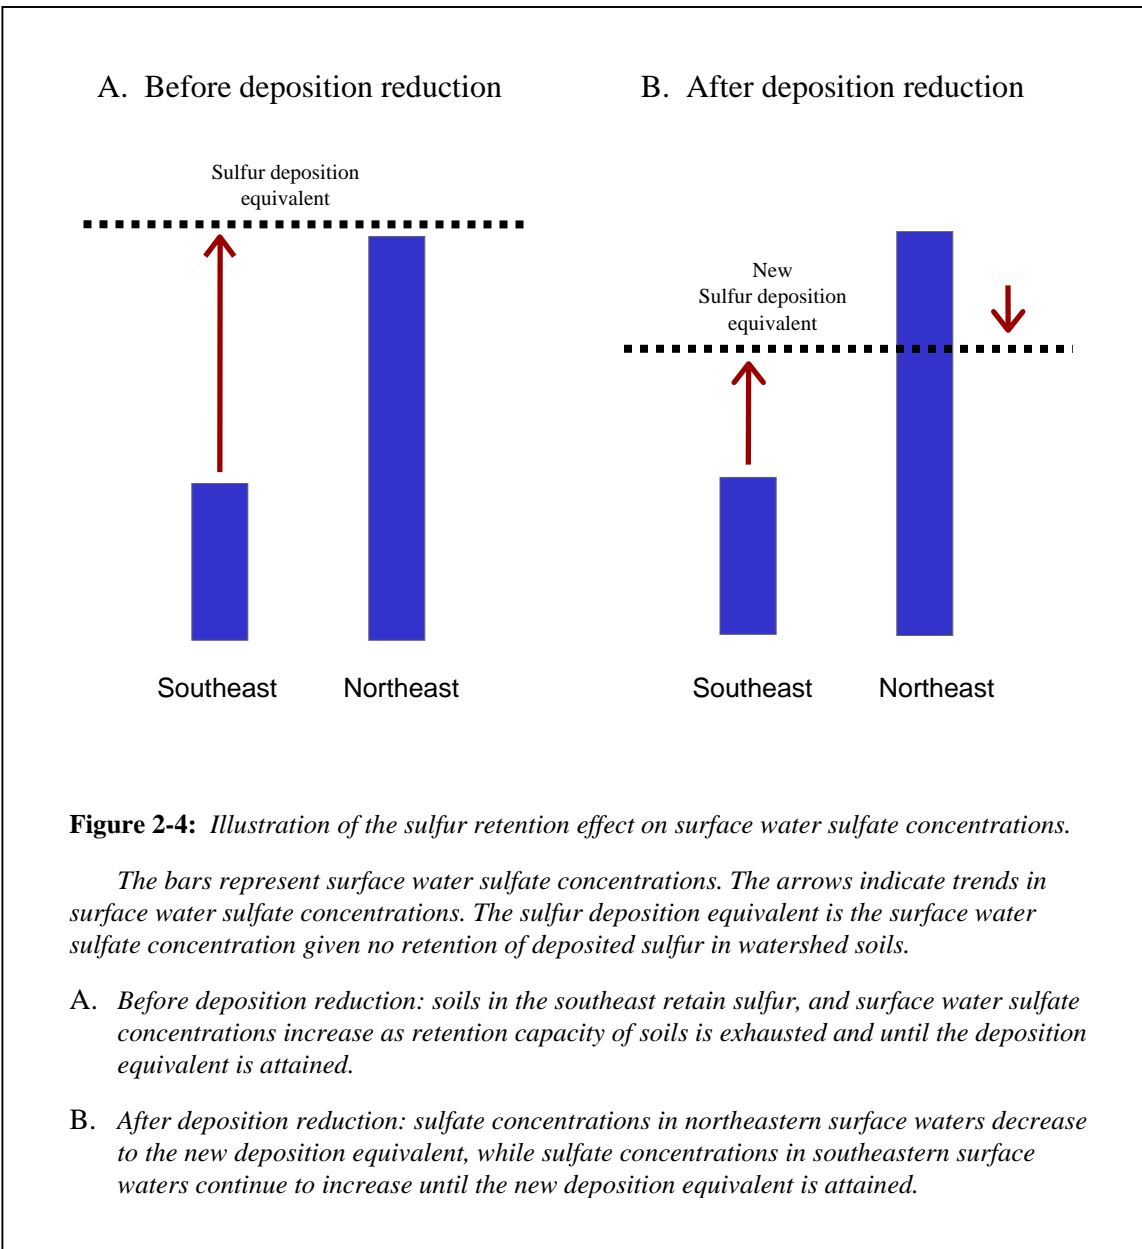 A. Before deposition reduction
B. After deposition reduction
Sulfur deposition
equivalent
New
Sulfur deposition
equivalent
Southeast
Northeast
Southeast
Northeast
Figure 2-4: Illustration of the sulfur retention effect on surface water sulfate concentrations.
The bars represent surface water sulfate concentrations. The arrows indicate trends in
surface water sulfate concentrations. The sulfur deposition equivalent is the surface water
sulfate concentration given no retention of deposited sulfur in watershed soils.
A. Before deposition reduction: soils in the southeast retain sulfur, and surface water sulfate
concentrations increase as retention capacity of soils is exhausted and until the deposition
equivalent is attained.
B. After deposition reduction: sulfate concentrations in northeastern surface waters decrease
to the new deposition equivalent, while sulfate concentrations in southeastern surface
waters continue to increase until the new deposition equivalent is attained.